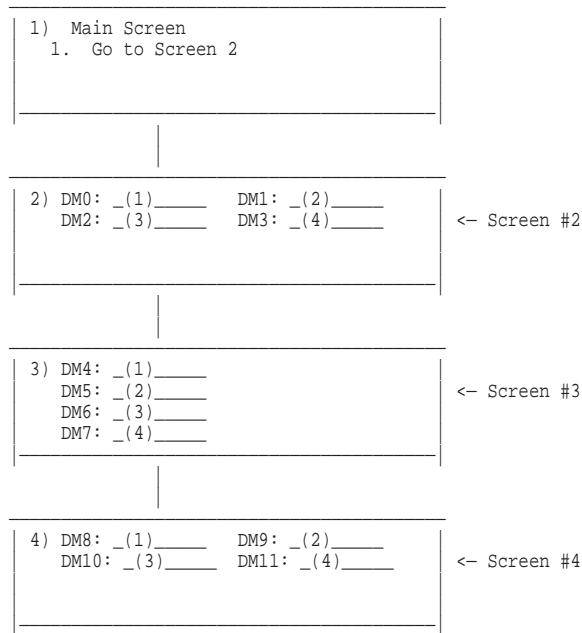 1) Main Screen
1. Go to Screen 2
2) DM0: _(1)_____ DM1: _(2)_____
DM2: _(3)_____ DM3: _(4)_____ <— Screen #2
3) DM4: _(1)_____
DM5: _(2)_____ <— Screen #3
DM6: _(3)_____
DM7: _(4)_____
4) DM8: _(1)_____ DM9: _(2)_____
DM10: _(3)_____ DM11: _(4)_____ <— Screen #4